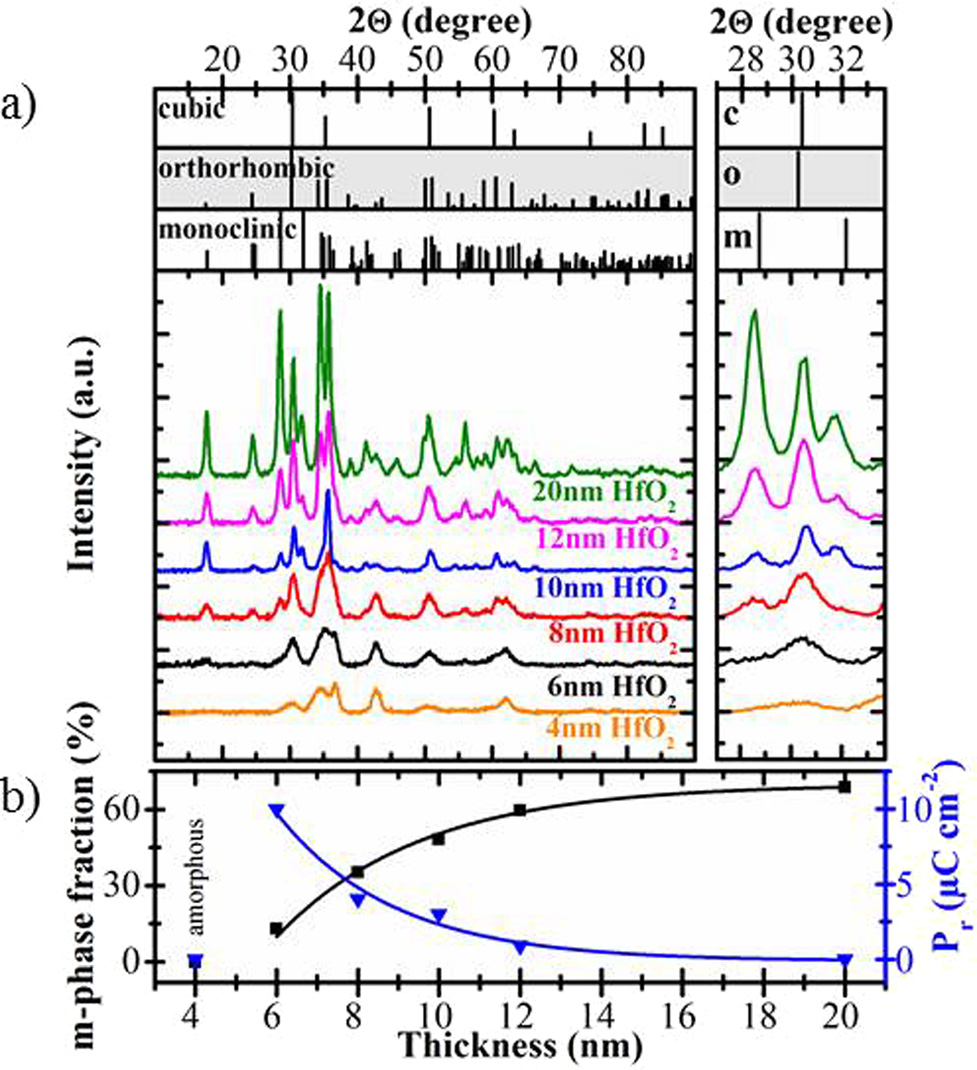 2Θ (degree)
2Θ (degree)
20 30 40 50 60 70 80
28 30 32
a)
cubic
c
orthorhombic
o
monoclinic
m
Intensity (a.u.)
20nm HfO₂
12nm HfO₂
10nm HfO₂
8nm HfO₂
6nm HfO₂
4nm HfO₂
b)
m-phase fraction (%)
60
30
0
amorphous
10
5
0
Pᵣ (μC cm⁻²)
4 6 8 10 12 14 16 18 20
Thickness (nm)